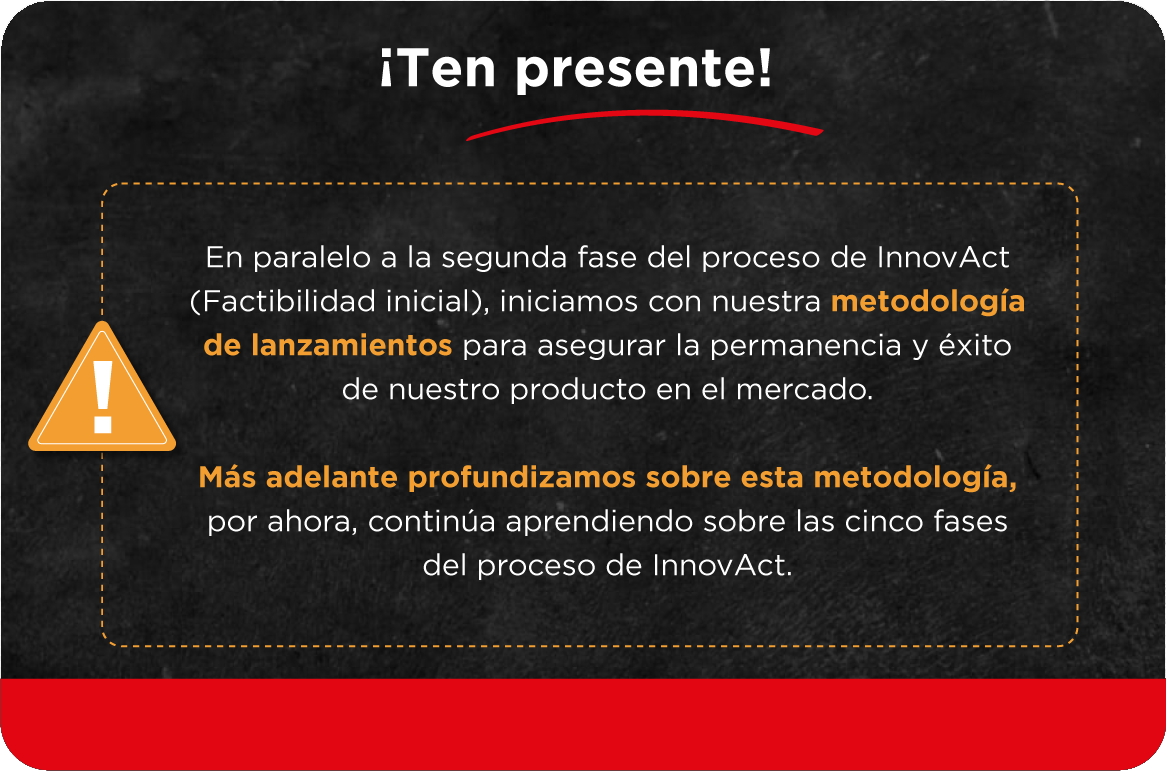 ¡Ten presente!
En paralelo a la segunda fase del proceso de InnovAct
(Factibilidad inicial), iniciamos con nuestra metodología
de lanzamientos para asegurar la permanencia y éxito
de nuestro producto en el mercado.
Más adelante profundizamos sobre esta metodología,
por ahora, continúa aprendiendo sobre las cinco fases
del proceso de InnovAct.